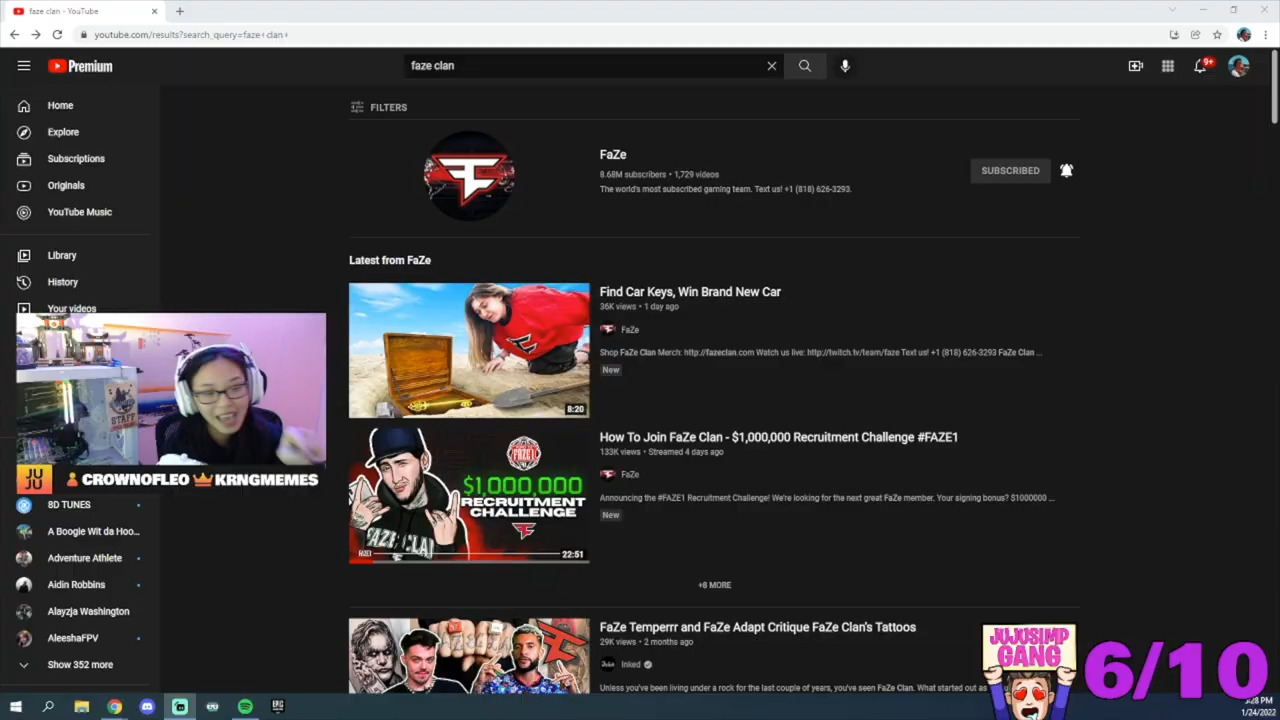 faze clan - YouTube
youtube.com/results?search_query=faze+clan+
Premium
faze clan
9+
Home
Explore
Subscriptions
Originals
YouTube Music
Library
History
Your videos
FILTERS
FaZe
8.68M subscribers • 1,729 videos
The world's most subscribed gaming team. Text us! +1 (818) 626-3293.
SUBSCRIBED
Latest from FaZe
8:20
Find Car Keys, Win Brand New Car
36K views • 1 day ago
FaZe
Shop FaZe Clan Merch: http://fazeclan.com Watch us live: http://twitch.tv/team/faze Text us! +1 (818) 626-3293 FaZe Clan ...
New
FAZE1
$1,000,000
RECRUITMENT
CHALLENGE
FAZE CLAN
22:51
How To Join FaZe Clan - $1,000,000 Recruitment Challenge #FAZE1
133K views • Streamed 4 days ago
FaZe
Announcing the #FAZE1 Recruitment Challenge! We're looking for the next great FaZe member. Your signing bonus? $1000000 ...
New
+8 MORE
FaZe Temperrr and FaZe Adapt Critique FaZe Clan's Tattoos
29K views • 2 months ago
Inked
Unless you've been living under a rock for the last couple of years, you've seen FaZe Clan. What started out as
STAFF
JU
JU
CROWNOFLEO
KRNGMEMES
8D TUNES
A Boogie Wit da Hoo...
Adventure Athlete
Aidin Robbins
Alayzja Washington
AleeshaFPV
Show 352 more
JUJUSIMP
GANG
6/10
EPIC
1/24/2022